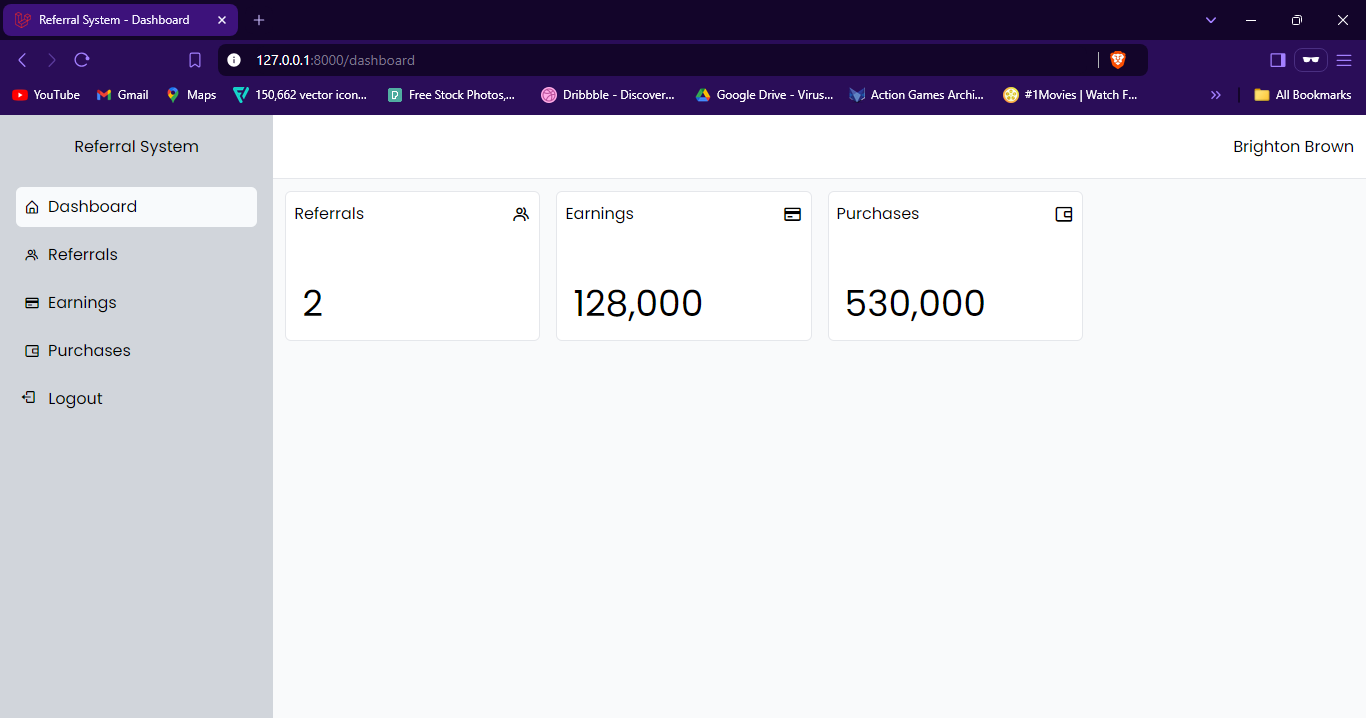 Referral System - Dashboard
127.0.0.1:8000/dashboard
YouTube
Gmail
Maps
150,662 vector icon...
Free Stock Photos,...
Dribbble - Discover...
Google Drive - Virus...
Action Games Archi...
#1Movies | Watch F...
All Bookmarks
Referral System
Brighton Brown
Dashboard
Referrals
Earnings
Purchases
Logout
Referrals
2
Earnings
128,000
Purchases
530,000